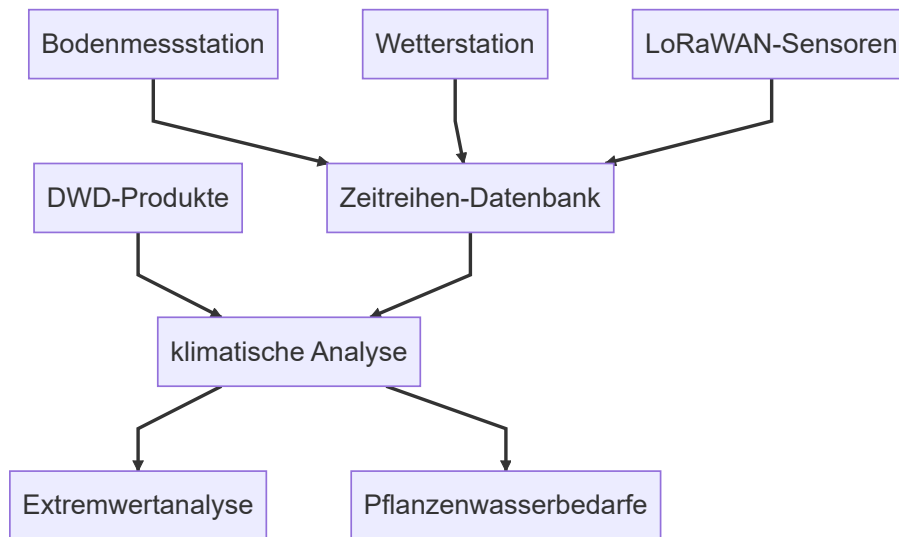 Bodenmessstation
Wetterstation
LoRaWAN-Sensoren
DWD-Produkte
Zeitreihen-Datenbank
klimatische Analyse
Extremwertanalyse
Pflanzenwasserbedarfe